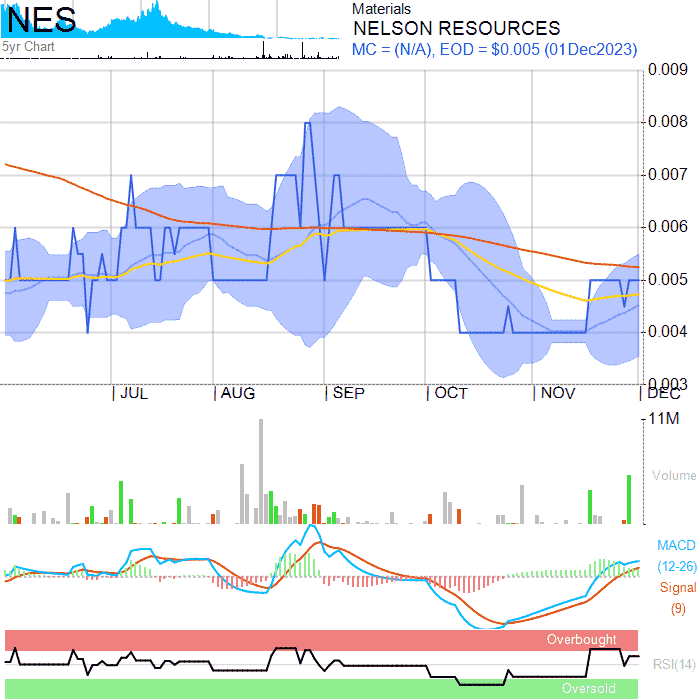 NES
5yr Chart
Materials
NELSON RESOURCES
MC = (N/A), EOD = $0.005 (01Dec2023)
0.009
0.008
0.007
0.006
0.005
0.004
0.003
JUL AUG SEP OCT NOV DEC
11M
Volume
MACD
(12-26)
Signal
(9)
Overbought
RSI(14)
Oversold